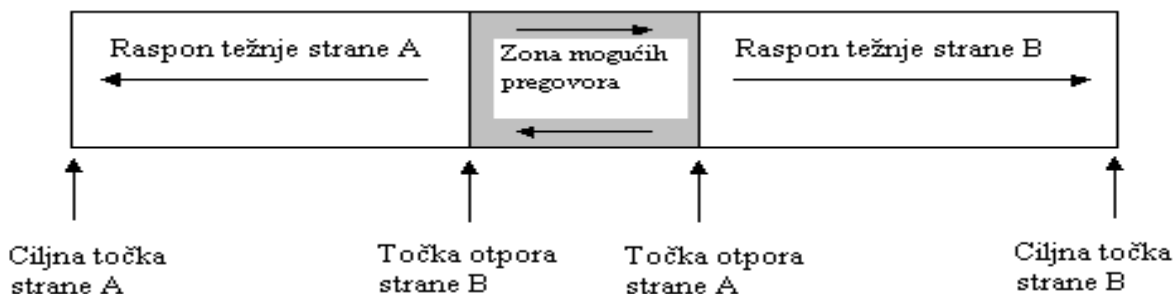 Raspon težnje strane A
Zona mogućih
pregovora
Raspon težnje strane B
Ciljna točka
strane A
Točka otpora
strane B
Točka otpora
strane A
Ciljna točka
strane B